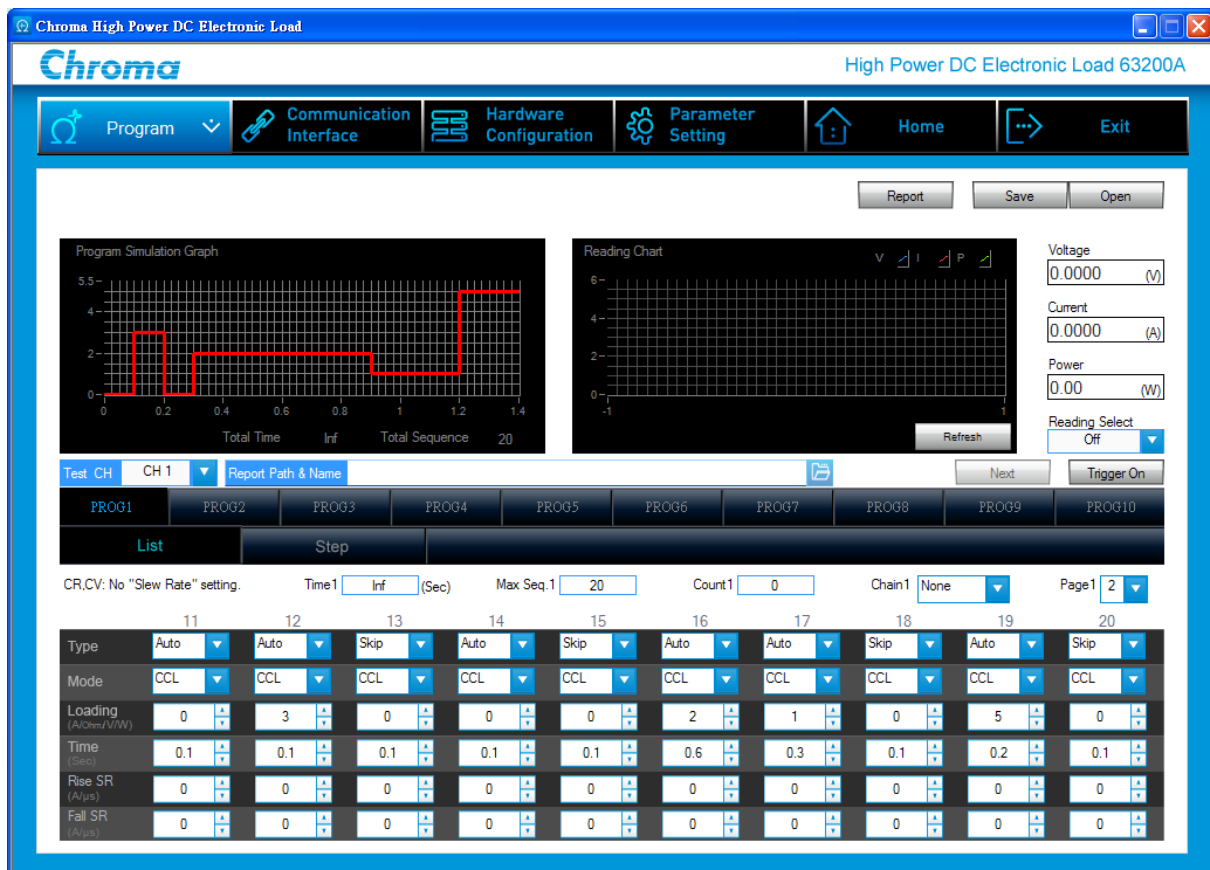 Chroma High Power DC Electronic Load
Chroma
High Power DC Electronic Load 63200A
Program
Communication Interface
Hardware Configuration
Parameter Setting
Home
Exit
Report
Save
Open
Program Simulation Graph
5.5
4
2
0
0 0.2 0.4 0.6 0.8 1 1.2 1.4
Total Time Inf Total Sequence 20
Reading Chart
V I P
6
4
2
0
-1 1
Refresh
Voltage
0.0000 (V)
Current
0.0000 (A)
Power
0.00 (W)
Reading Select
Off
Test CH CH 1 Report Path & Name
Next
Trigger On
PROG1 PROG2 PROG3 PROG4 PROG5 PROG6 PROG7 PROG8 PROG9 PROG10
List Step
CR,CV: No "Slew Rate" setting. Time1 Inf (Sec) Max Seq.1 20 Count1 0 Chain1 None Page1 2
11 12 13 14 15 16 17 18 19 20
Type Auto Auto Skip Auto Skip Auto Auto Skip Auto Skip
Mode CCL CCL CCL CCL CCL CCL CCL CCL CCL CCL
Loading 0 3 0 0 0 2 1 0 5 0
(A/Ohm/V/W)
Time 0.1 0.1 0.1 0.1 0.1 0.6 0.3 0.1 0.2 0.1
(Sec)
Rise SR 0 0 0 0 0 0 0 0 0 0
(A/μs)
Fall SR 0 0 0 0 0 0 0 0 0 0
(A/μs)